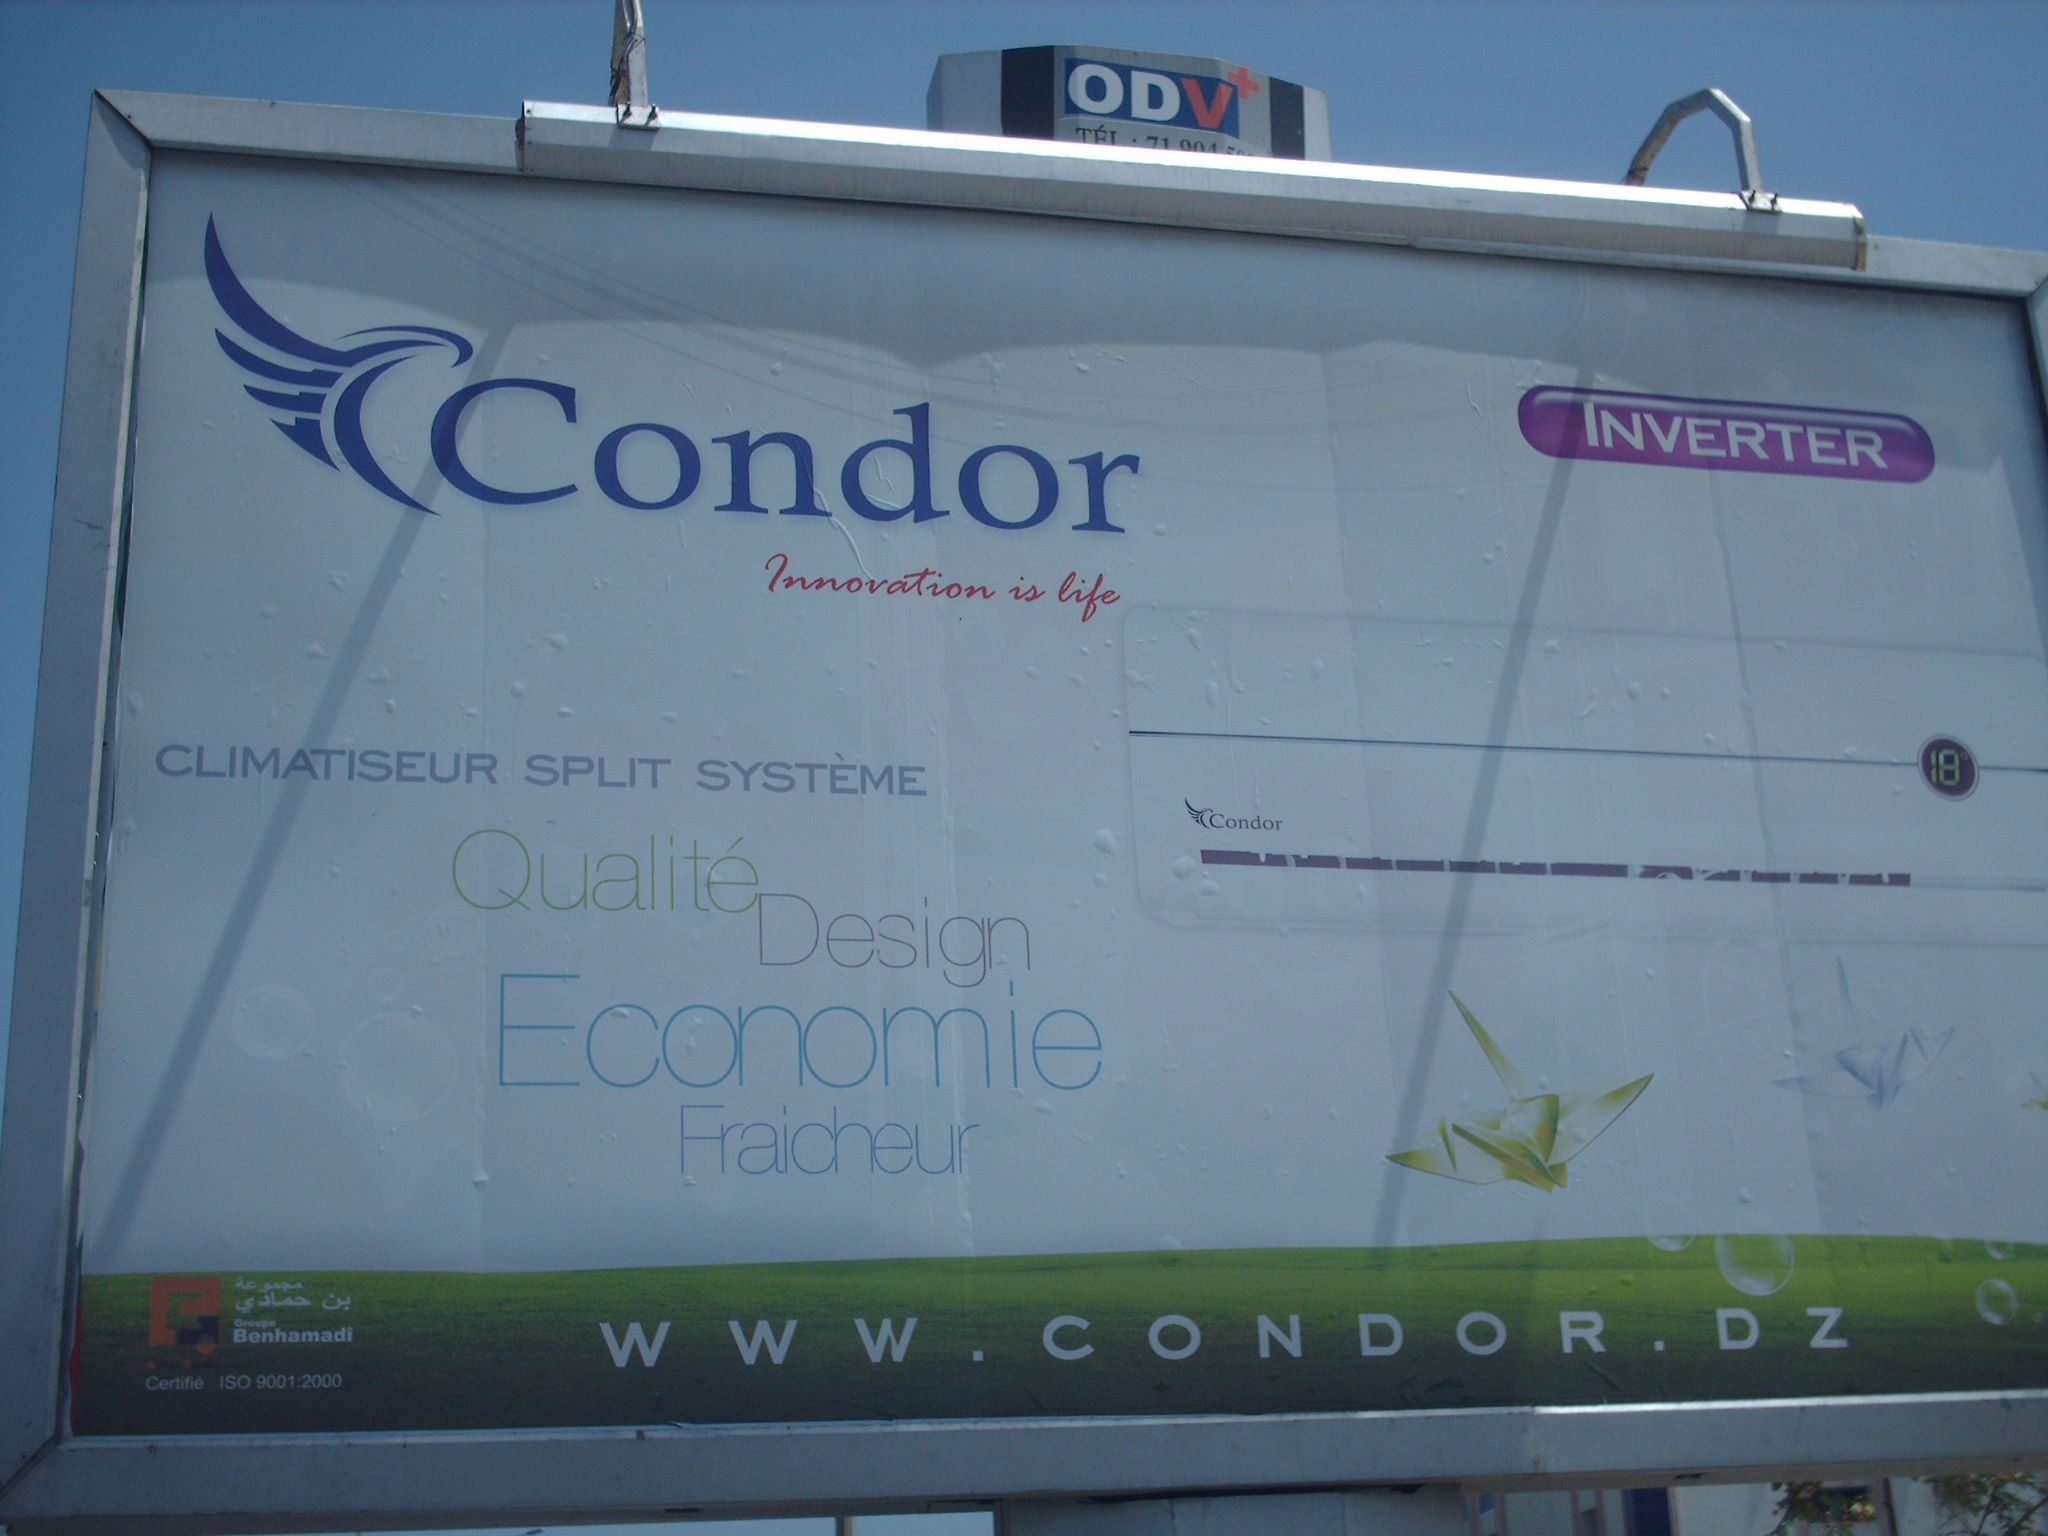 ODV+
TÉL : 71 904
Condor
Innovation is life
INVERTER
CLIMATISEUR SPLIT SYSTÈME
18°
Condor
Qualité
Design
Economie
Fraicheur
مجموعة
بن حمادي
Groupe
Benhamadi
Certifié ISO 9001:2000
WWW.CONDOR.DZ